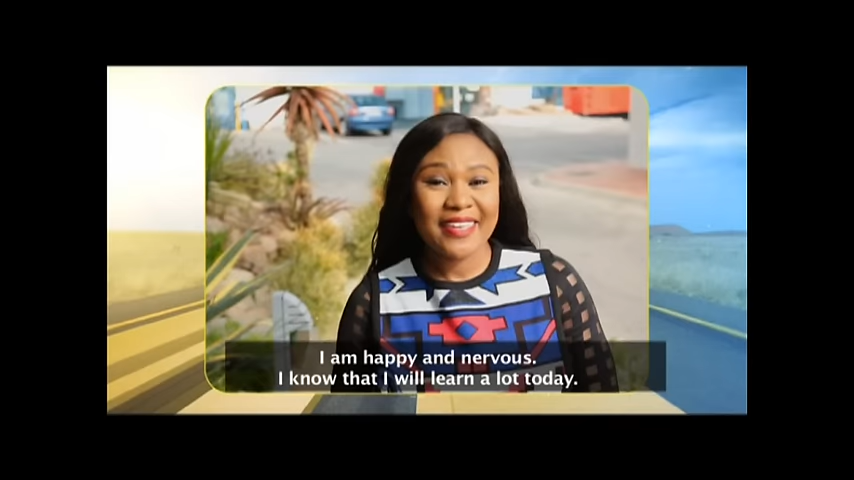 I am happy and nervous.
I know that I will learn a lot today.